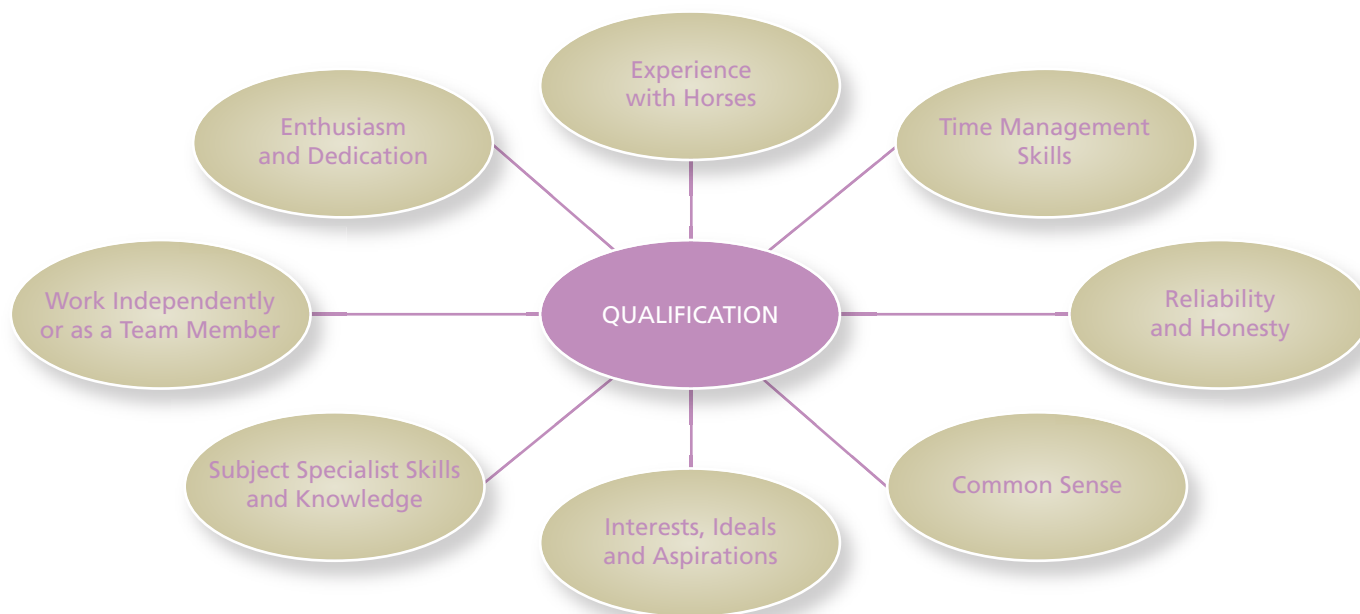 Experience
with Horses
Enthusiasm
and Dedication
Time Management
Skills
Work Independently
or as a Team Member
QUALIFICATION
Reliability
and Honesty
Subject Specialist Skills
and Knowledge
Common Sense
Interests, Ideals
and Aspirations